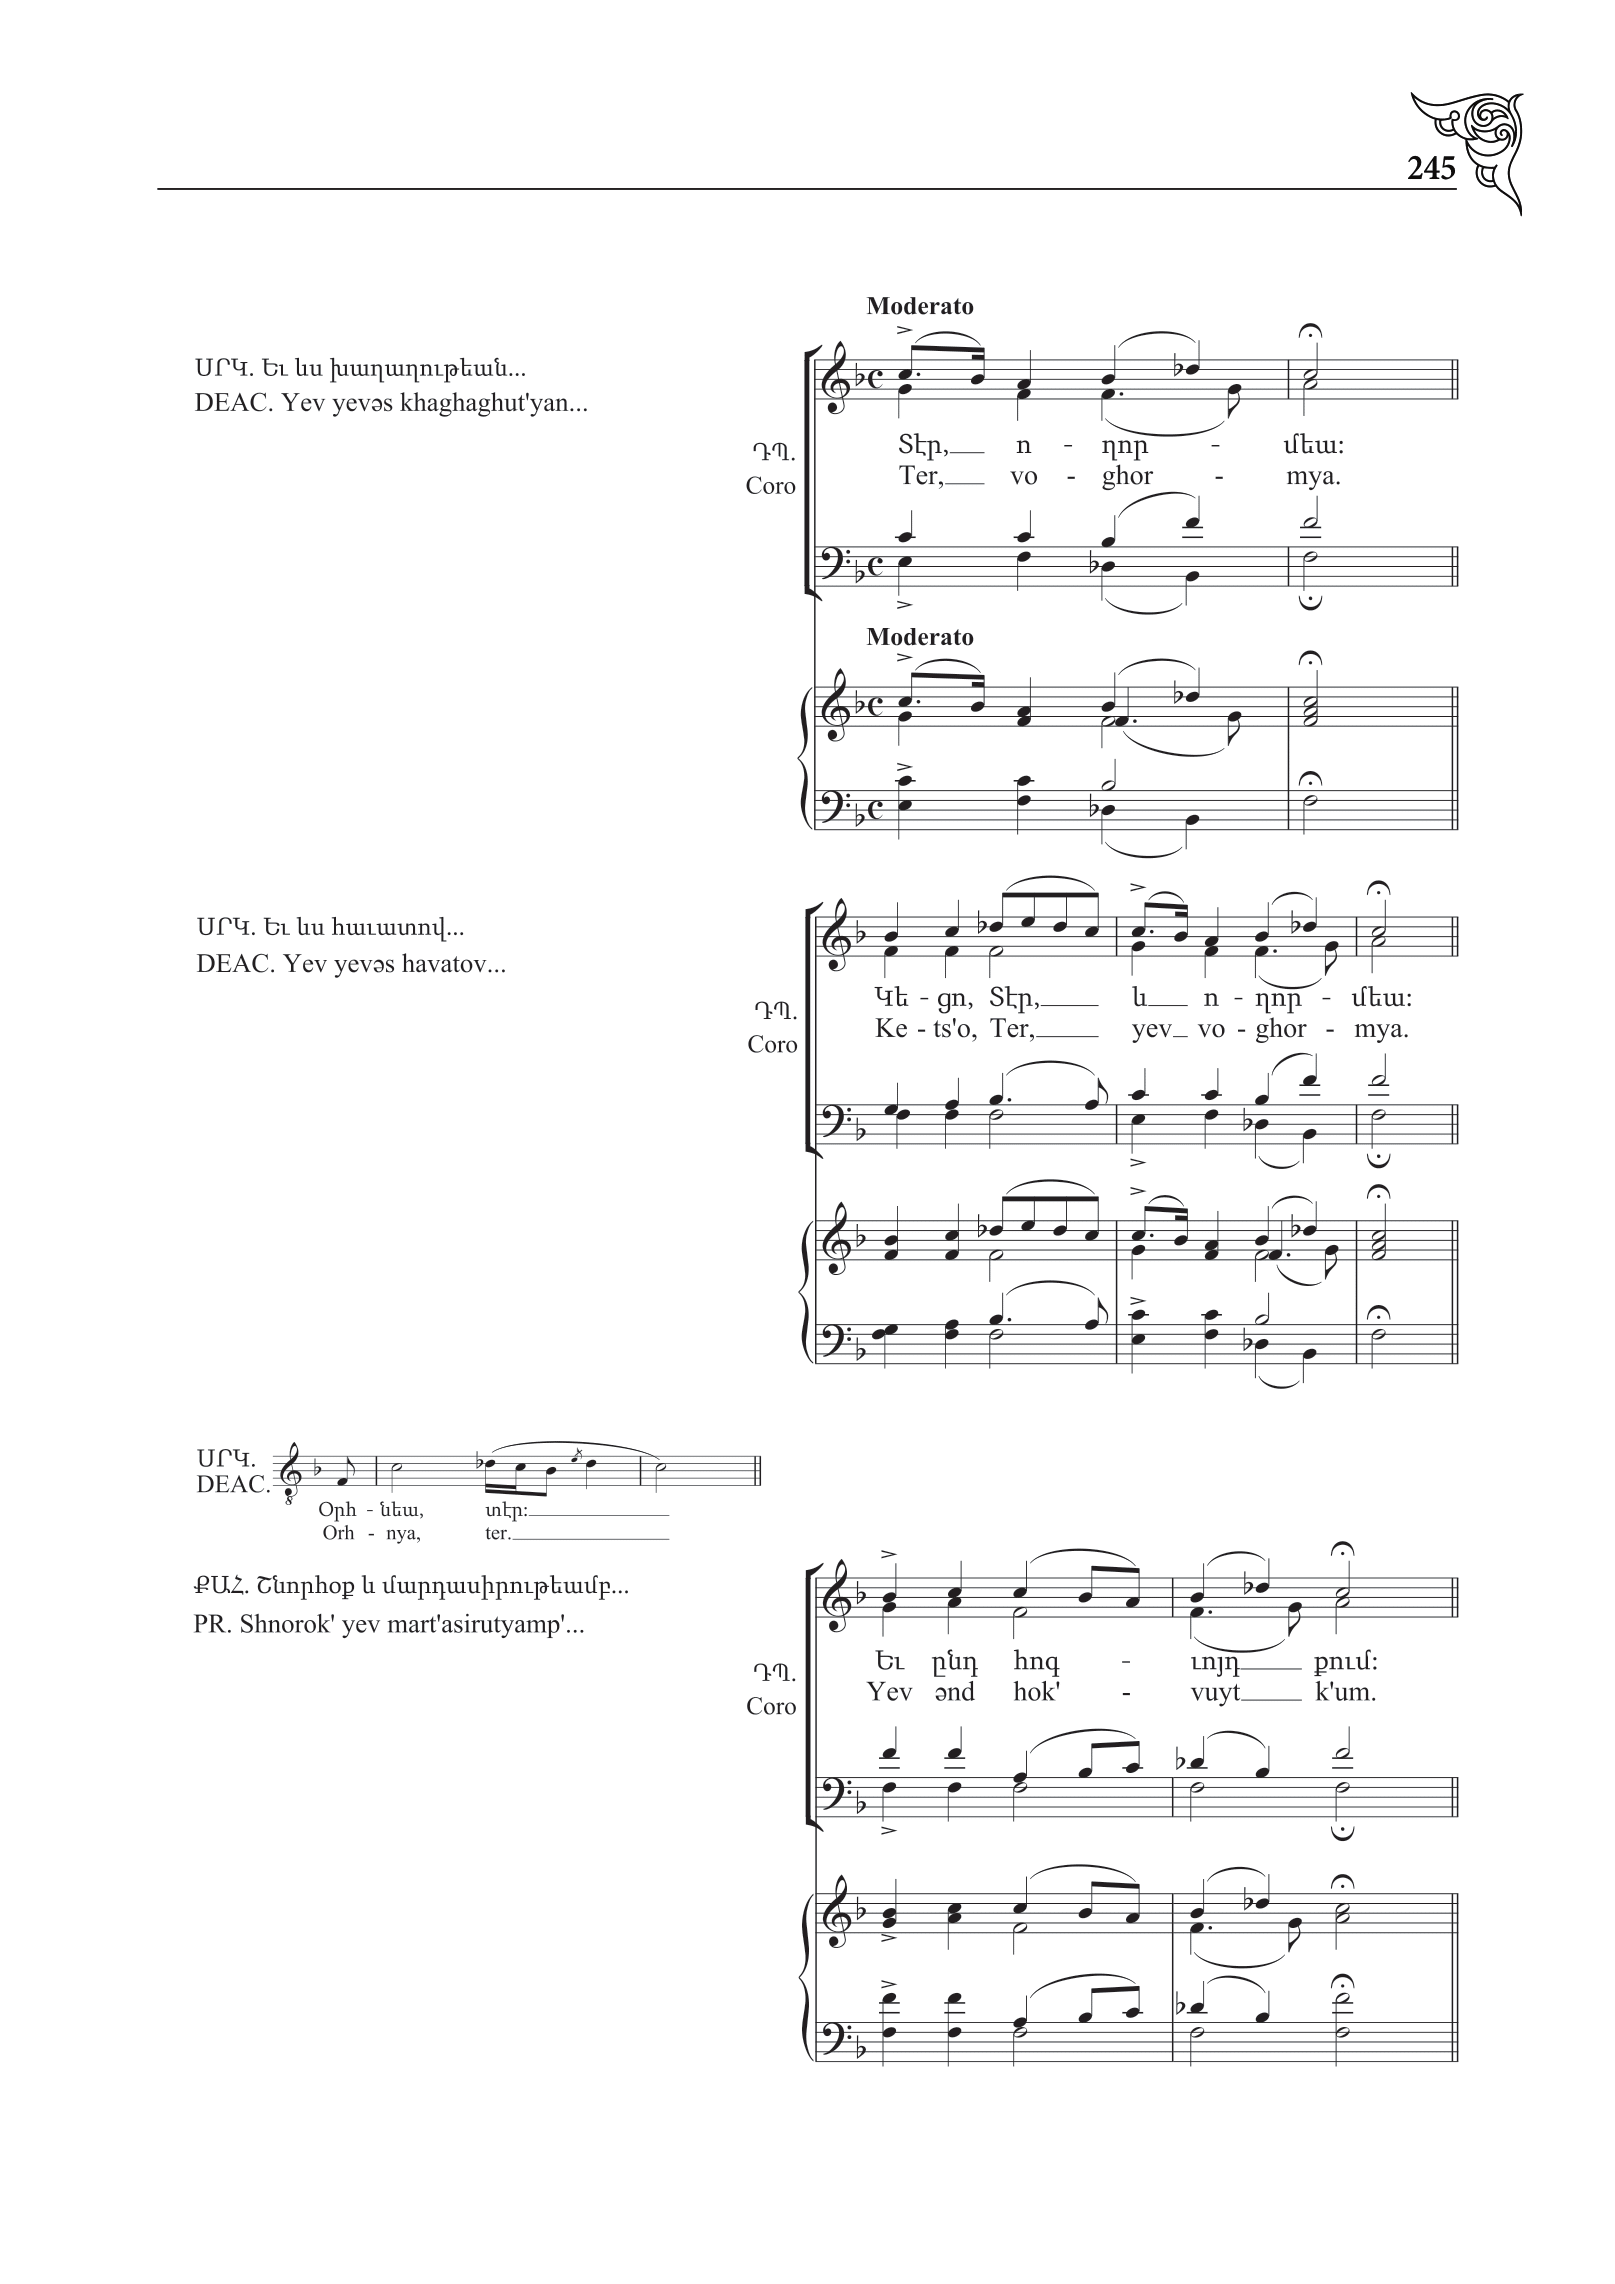 245
Moderato
ՍՐԿ. Եւ ևս խաղաղութեան...
DEAC. Yev yevəs khaghaghut'yan...
ԴՊ.
Coro
Տէր, ո - ղոր - մեա:
Ter, vo - ghor - mya.
Moderato
ՍՐԿ. Եւ ևս հաւատով...
DEAC. Yev yevəs havatov...
ԴՊ.
Coro
Կե - ցո, Տէր, և ո - ղոր - մեա:
Ke - ts'o, Ter, yev vo - ghor - mya.
ՍՐԿ.
DEAC.
Օրհ - նեա, տէր:
Orh - nya, ter.
ՔԱՀ. Շնորհօք և մարդասիրութեամբ...
PR. Shnorok' yev mart'asirutyamp'...
ԴՊ.
Coro
Եւ ընդ հոգ - ւոյդ քում:
Yev ənd hok' - vuyt k'um.